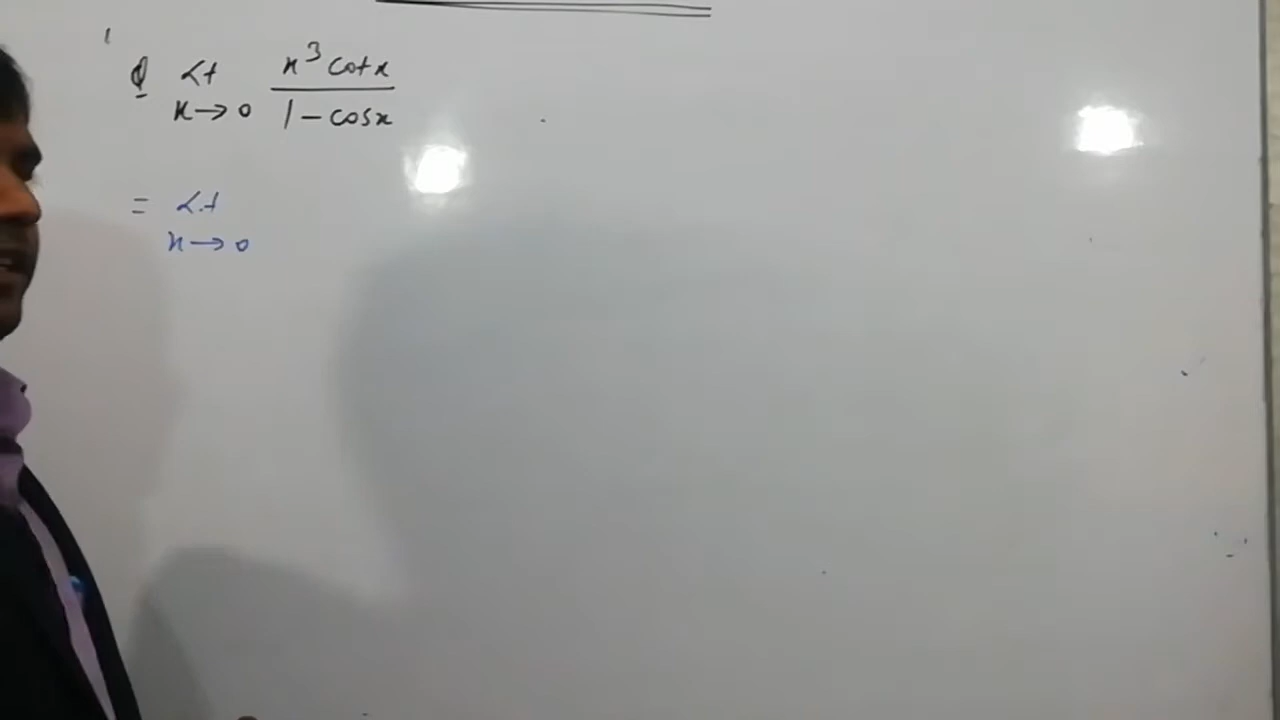 Q Lt x³ cot x
x→0 1 - cos x
= Lt
x→0